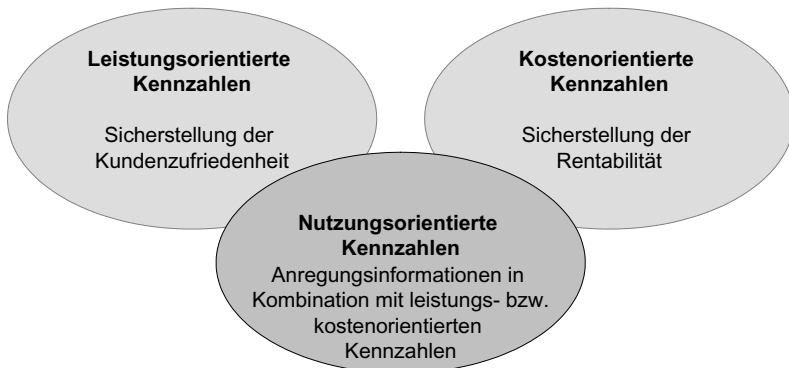 Leistungsorientierte
Kennzahlen
Sicherstellung der
Kundenzufriedenheit
Kostenorientierte
Kennzahlen
Sicherstellung der
Rentabilität
Nutzungsorientierte
Kennzahlen
Anregungsinformationen in
Kombination mit leistungs- bzw.
kostenorientierten
Kennzahlen